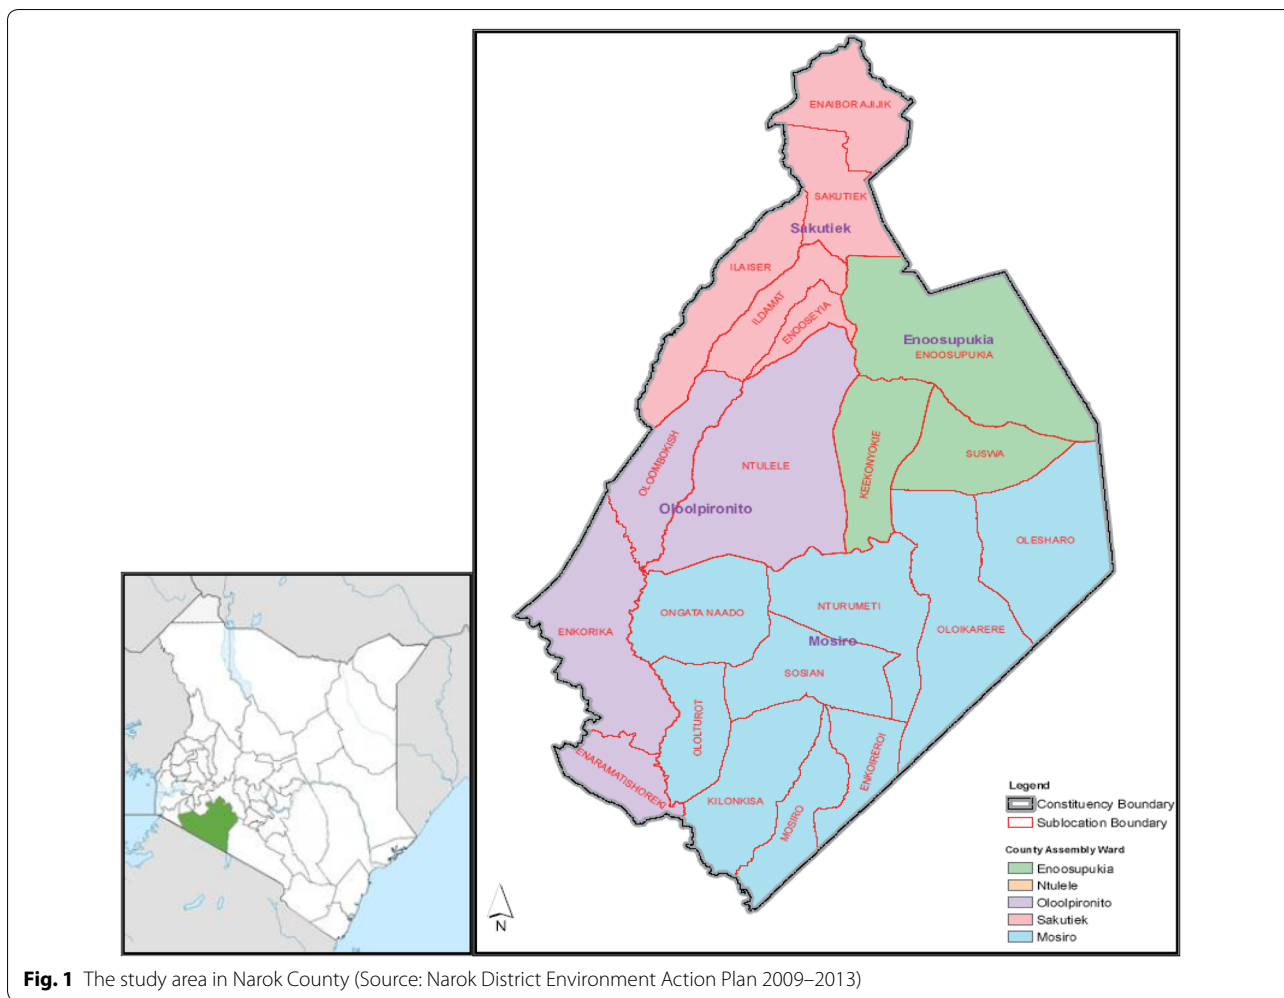 ENAIBOR AJIJIK
SAKUTIEK
Sakutiek
ILAISER
ILDAMAT
ENOOSEYIA
Enoosupukia
ENOOSUPUKIA
OLOOMBOKISH
NTULELE
KEEKONYOKIE
SUSWA
Oloolpironito
OLESHARO
ONGATA NAADO
NTURUMETI
ENKORIKA
OLOIKARERE
Mosiro
SOSIAN
OLOLTUROT
ENKOIREROI
ENARAMATISHOREKI
KILONKISA
MOSIRO
Legend
Constituency Boundary
Sublocation Boundary
County Assembly Ward
Enoosupukia
Ntulele
Oloolpironito
Sakutiek
Mosiro
N
Fig. 1 The study area in Narok County (Source: Narok District Environment Action Plan 2009–2013)